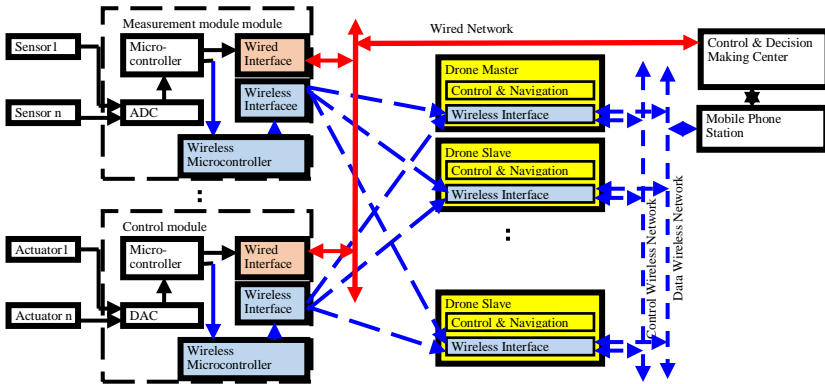 Measurement module module
Wired Network
Sensor1
Micro-
controller
Wired
Interface
Control & Decision
Making Center
Wireless
Interfacee
Drone Master
Control & Navigation
Wireless Interface
Sensor n
ADC
Mobile Phone
Station
Wireless
Microcontroller
Drone Slave
Control & Navigation
Wireless Interface
Control Wireless Network
Data Wireless Network
Control module
Actuator1
Micro-
controller
Wired
Interface
Wireless
Interface
Actuator n
DAC
Wireless
Microcontroller
Drone Slave
Control & Navigation
Wireless Interface